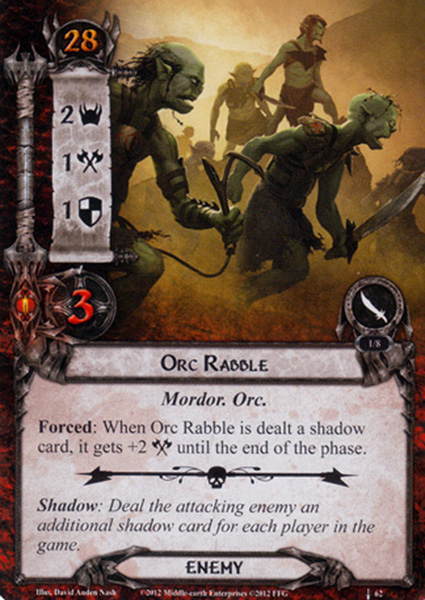 28
2
1
1
3
1/8
Orc Rabble
Mordor. Orc.
Forced: When Orc Rabble is dealt a shadow
card, it gets +2 until the end of the phase.
Shadow: Deal the attacking enemy an
additional shadow card for each player in the
game.
ENEMY
Illus. David Auden Nash ©2012 Middle-earth Enterprises ©2012 FFG 62